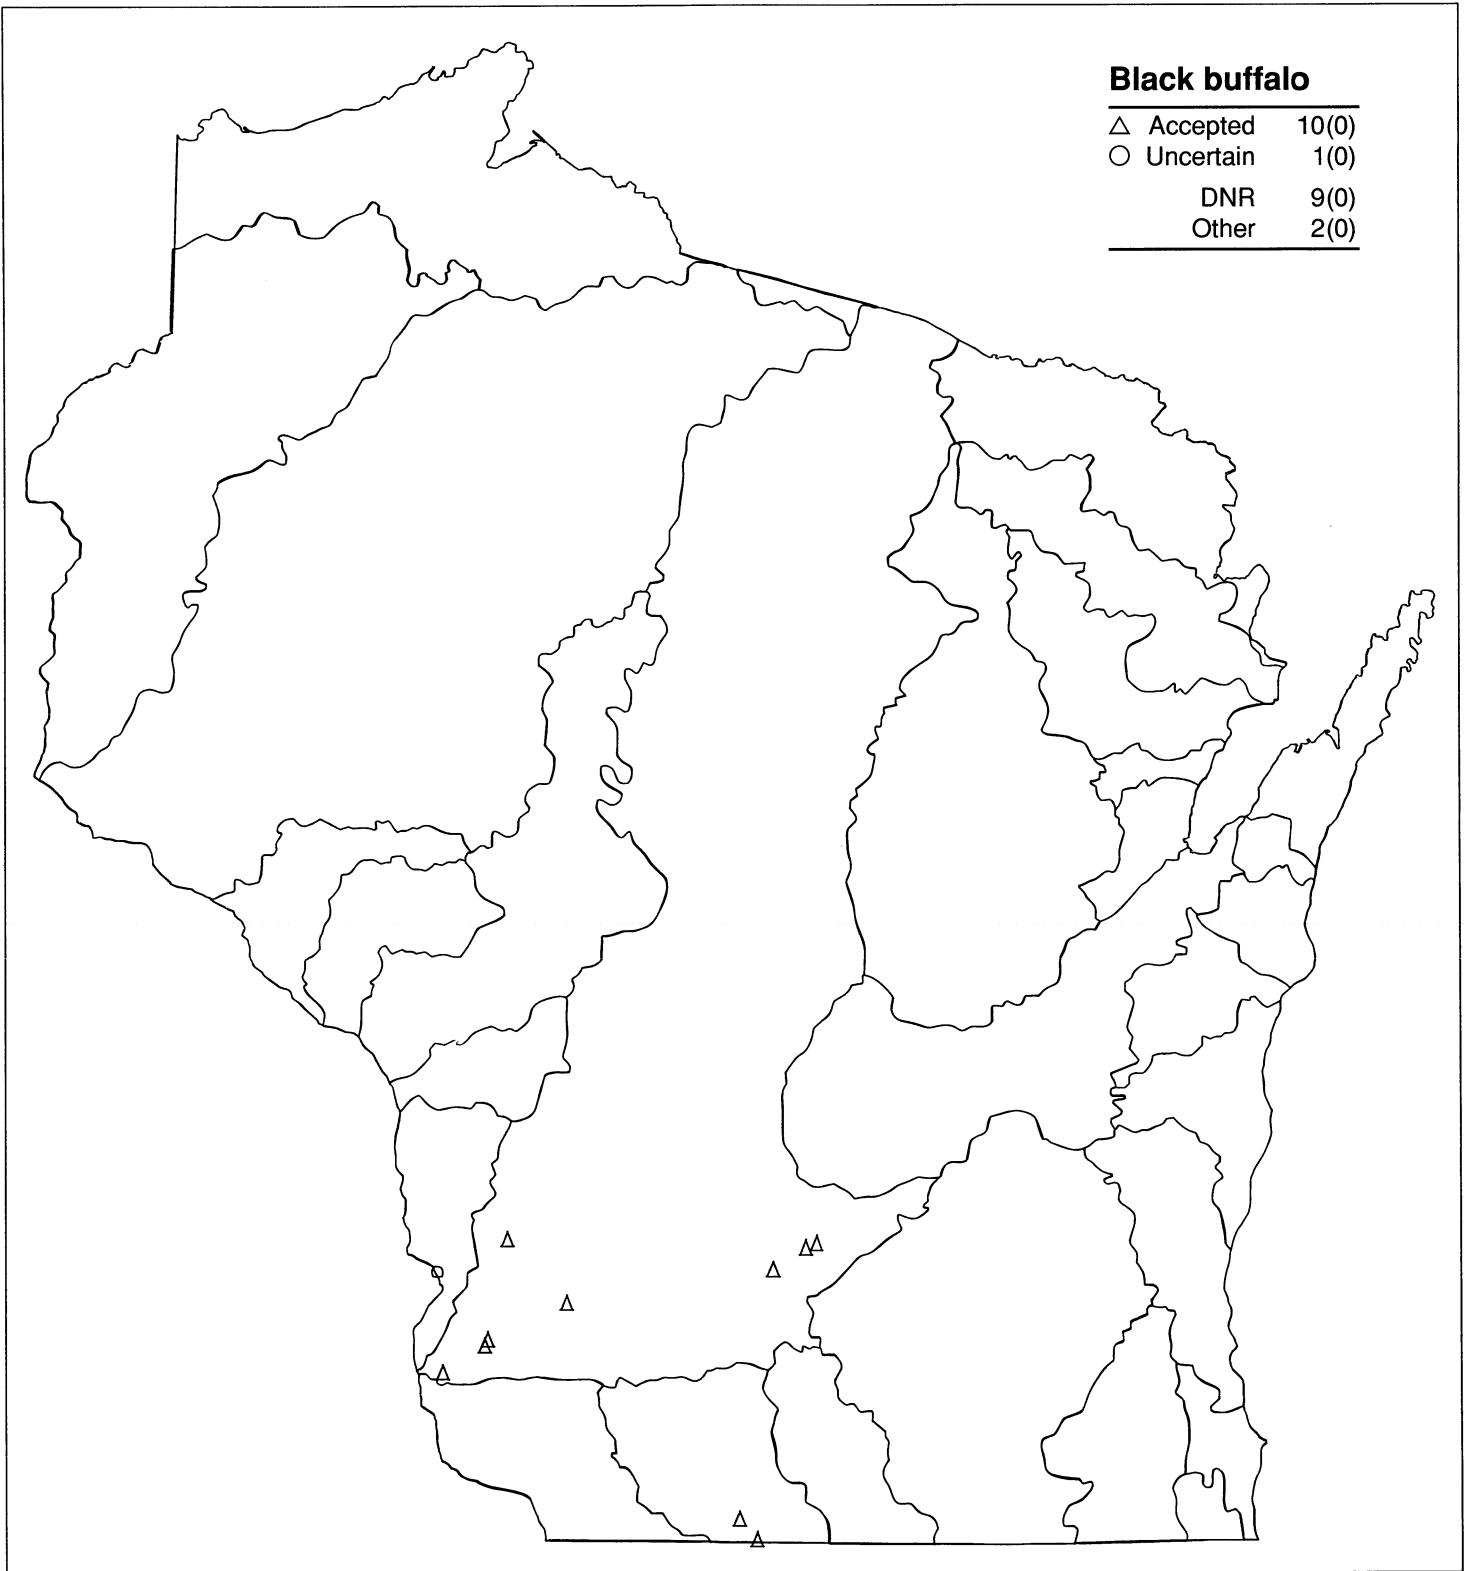 Black buffalo
△ Accepted 10(0)
○ Uncertain 1(0)
DNR 9(0)
Other 2(0)